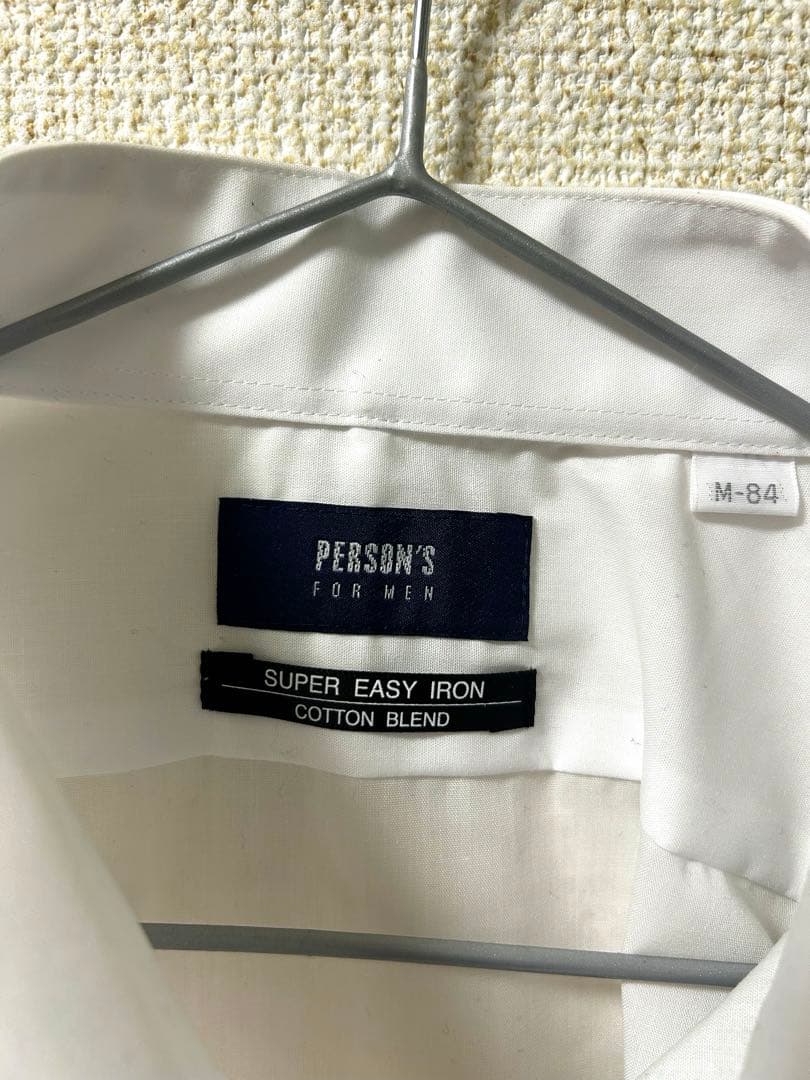 M-84
PERSON'S
FOR MEN
SUPER EASY IRON
COTTON BLEND